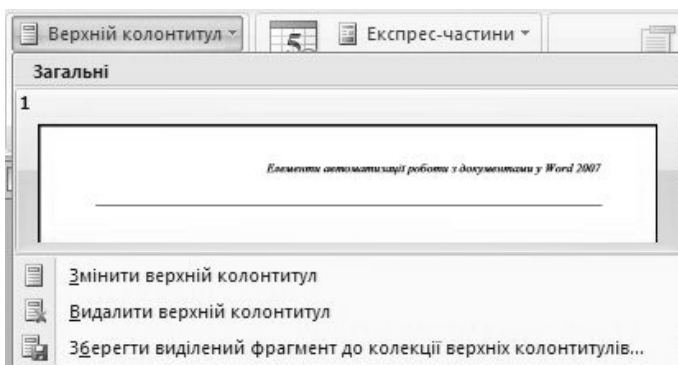 Верхній колонтитул
5
Експрес-частини
Загальні
1
Елементи автоматизації роботи з документами у Word 2007
Змінити верхній колонтитул
Видалити верхній колонтитул
Зберегти виділений фрагмент до колекції верхніх колонтитулів...